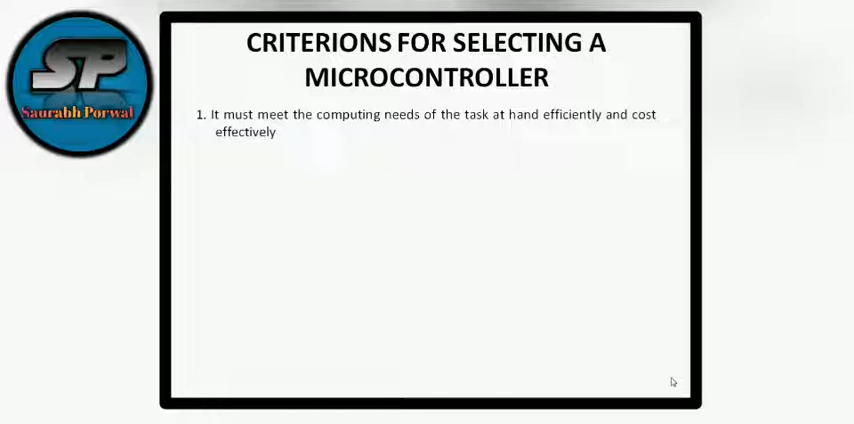 SP
Saurabh Porwal
CRITERIONS FOR SELECTING A
MICROCONTROLLER
1. It must meet the computing needs of the task at hand efficiently and cost
effectively